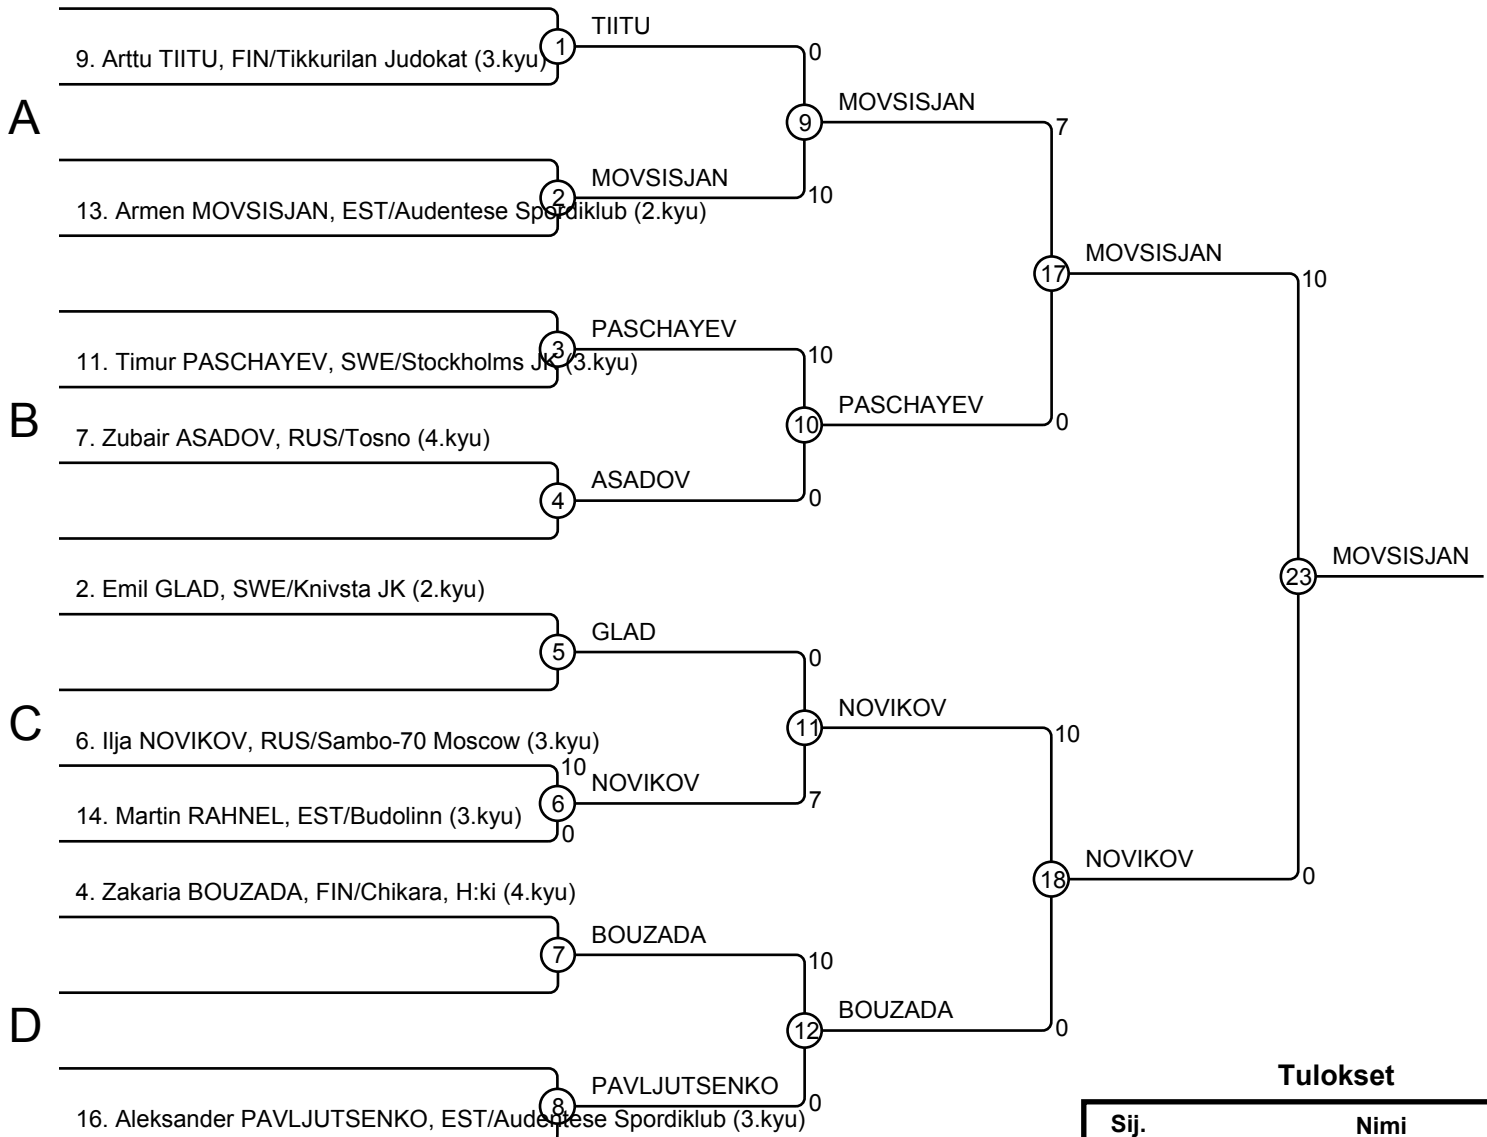 TIITU
9. Arttu TIITU, FIN/Tikkurilan Judokat (3.kyu)
1
0
MOVSISJAN
A
9
7
MOVSISJAN
2
10
13. Armen MOVSISJAN, EST/Audentese Spordiklub (2.kyu)
MOVSISJAN
17
10
PASCHAYEV
3
10
11. Timur PASCHAYEV, SWE/Stockholms JK (3.kyu)
PASCHAYEV
B
10
0
7. Zubair ASADOV, RUS/Tosno (4.kyu)
ASADOV
4
0
MOVSISJAN
23
2. Emil GLAD, SWE/Knivsta JK (2.kyu)
GLAD
5
0
NOVIKOV
C
11
10
6. Ilja NOVIKOV, RUS/Sambo-70 Moscow (3.kyu)
10
NOVIKOV
6
7
14. Martin RAHNEL, EST/Budolinn (3.kyu)
0
NOVIKOV
18
0
4. Zakaria BOUZADA, FIN/Chikara, H:ki (4.kyu)
BOUZADA
7
10
BOUZADA
D
12
0
PAVLJUTSENKO
8
0
16. Aleksander PAVLJUTSENKO, EST/Audentese Spordiklub (3.kyu)
Tulokset
Sij. Nimi